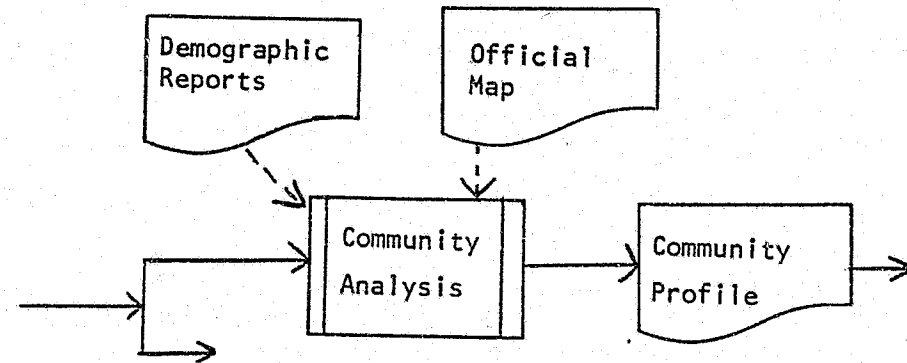 Demographic
Reports
Official
Map
Community
Analysis
Community
Profile